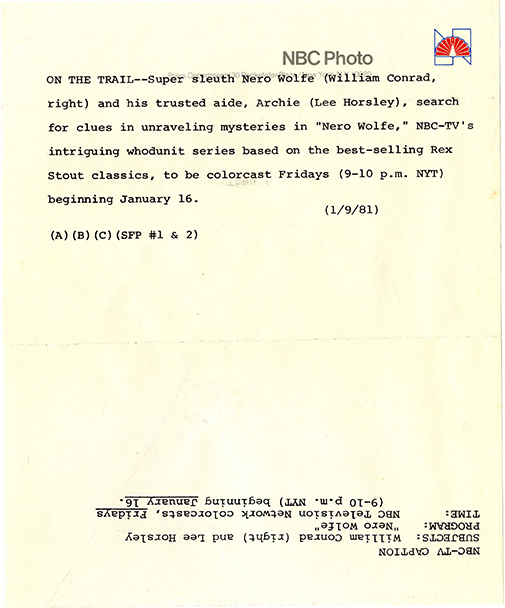 NBC Photo
ON THE TRAIL--Super sleuth Nero Wolfe (William Conrad,
right) and his trusted aide, Archie (Lee Horsley), search
for clues in unraveling mysteries in "Nero Wolfe," NBC-TV's
intriguing whodunit series based on the best-selling Rex
Stout classics, to be colorcast Fridays (9-10 p.m. NYT)
beginning January 16.
(1/9/81)
(A)(B)(C)(SFP #1 & 2)
NBC-TV CAPTION
SUBJECTS: William Conrad (right) and Lee Horsley
PROGRAM: "Nero Wolfe"
TIME: NBC Television Network colorcasts, Fridays
(9-10 p.m. NYT) beginning January 16.